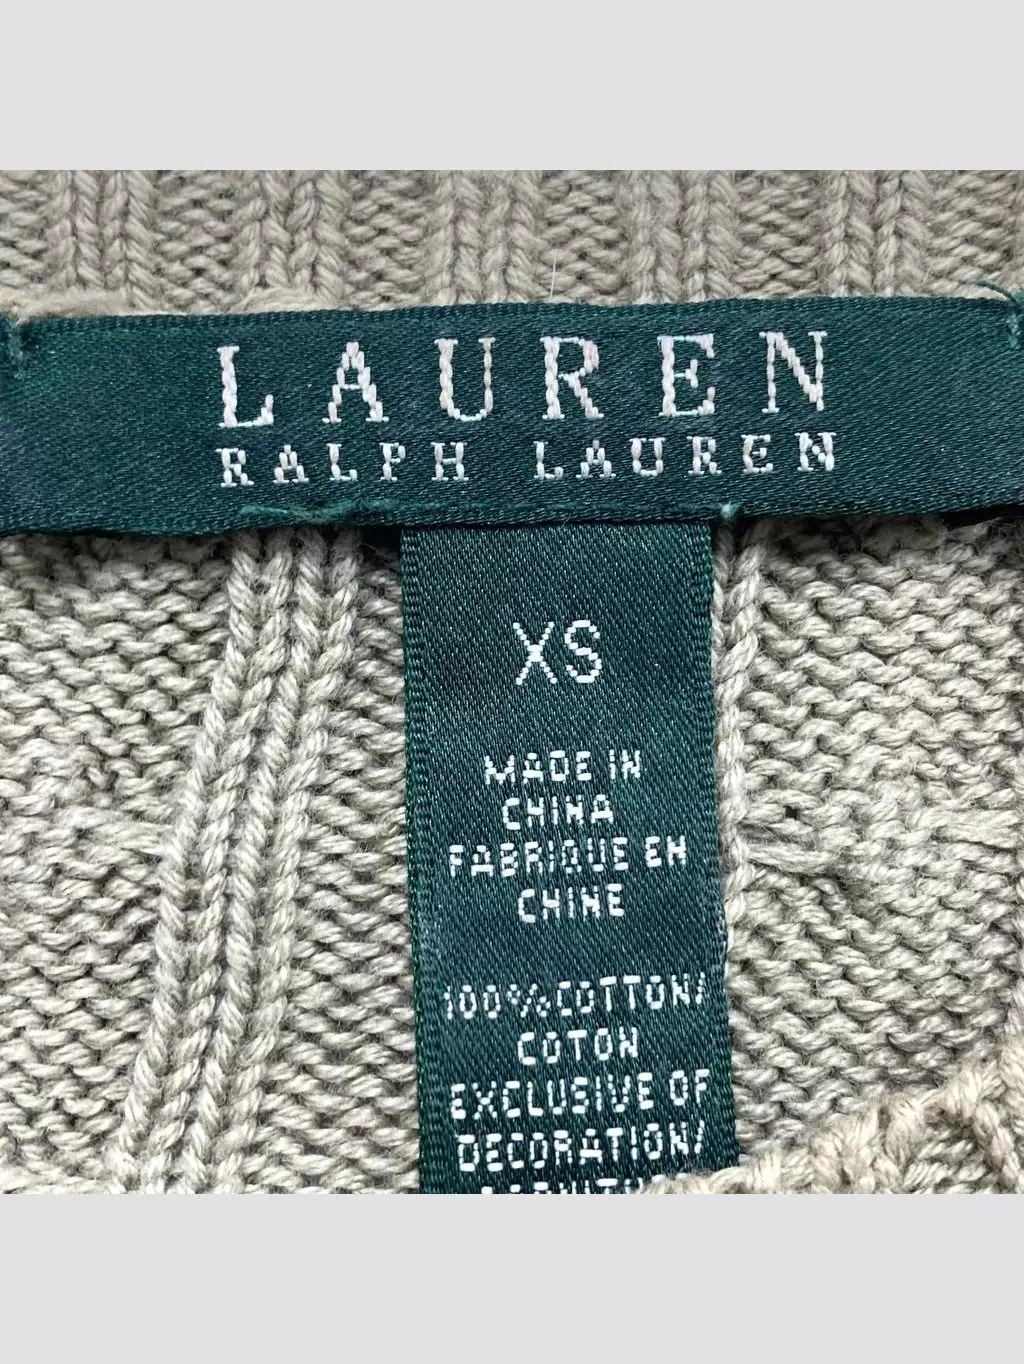 LAUREN
RALPH LAUREN
XS
MADE IN
CHINA
FABRIQUE EN
CHINE
100%COTTON/
COTON
EXCLUSIVE OF
DECORATION/